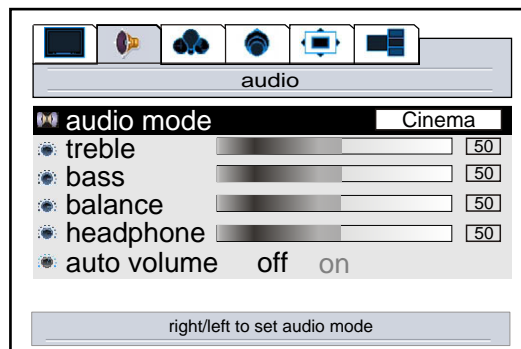 audio
audio mode Cinema
treble 50
bass 50
balance 50
headphone 50
auto volume off on
right/left to set audio mode